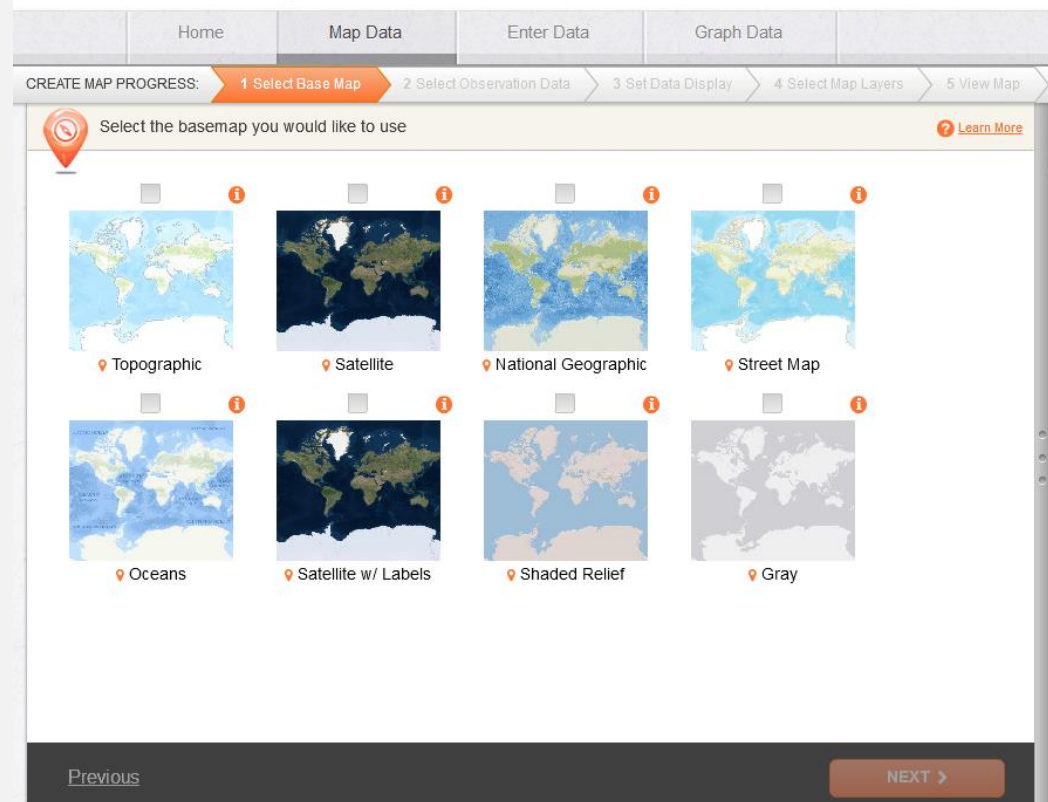 Home Map Data Enter Data Graph Data
CREATE MAP PROGRESS: 1 Select Base Map 2 Select Observation Data 3 Set Data Display 4 Select Map Layers 5 View Map
Select the basemap you would like to use ? Learn More
Topographic Satellite National Geographic Street Map
Oceans Satellite w/ Labels Shaded Relief Gray
Previous NEXT